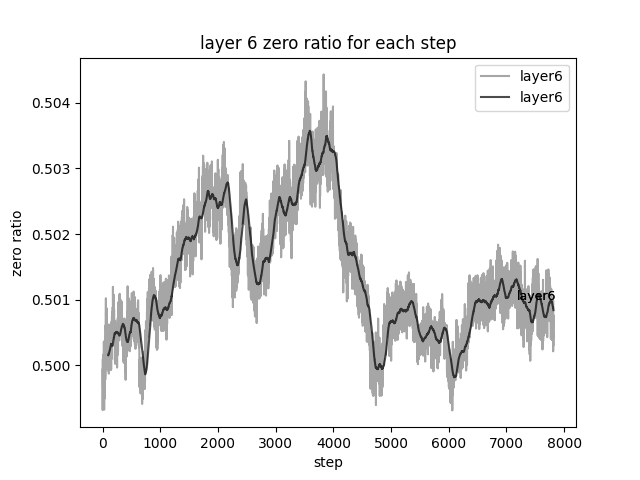 layer 6 zero ratio for each step
layer6
layer6
0.504
0.503
0.502
0.501
0.500
zero ratio
layer6
0 1000 2000 3000 4000 5000 6000 7000 8000
step